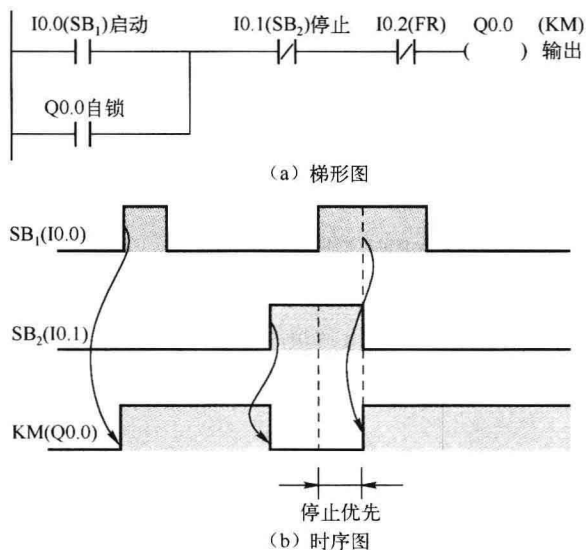 I0.0(SB₁)启动 I0.1(SB₂)停止 I0.2(FR) Q0.0 (KM)
( ) 输出
Q0.0自锁
（a）梯形图
SB₁(I0.0)
SB₂(I0.1)
KM(Q0.0)
停止优先
（b）时序图